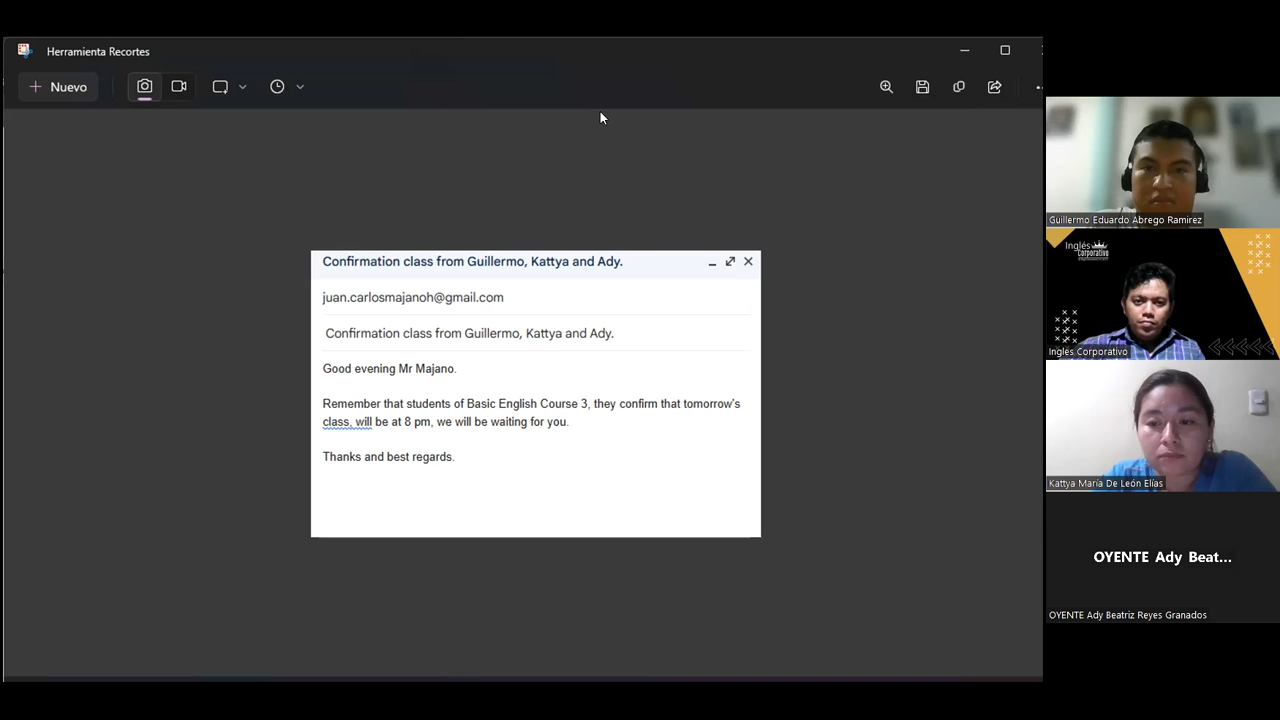 Herramienta Recortes
Nuevo
Confirmation class from Guillermo, Kattya and Ady.
juan.carlosmajanoh@gmail.com
Confirmation class from Guillermo, Kattya and Ady.
Good evening Mr Majano.
Remember that students of Basic English Course 3, they confirm that tomorrow's
class, will be at 8 pm, we will be waiting for you.
Thanks and best regards.
Guillermo Eduardo Abrego Ramirez
Inglés
Corporativo
Inglés Corporativo
Kattya María De León Elías
OYENTE Ady Beat...
OYENTE Ady Beatriz Reyes Granados